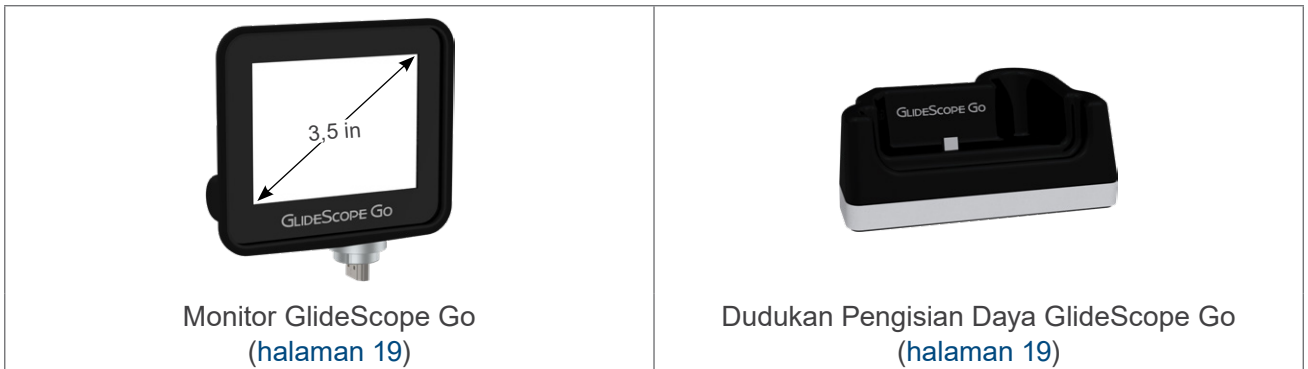 3,5 in
GLIDESCOPE GO
Monitor GlideScope Go
(halaman 19)
GLIDESCOPE GO
Dudukan Pengisian Daya GlideScope Go
(halaman 19)